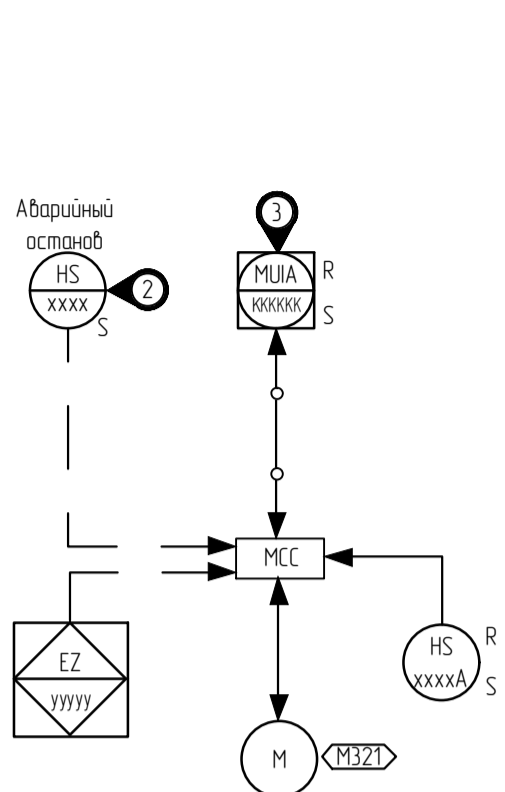 Аварийный
останов
HS
xxxx
S
2
3
MUIA
KKKKKK
R
S
MCC
EZ
yyyyy
HS
xxxxA
R
S
M
M321